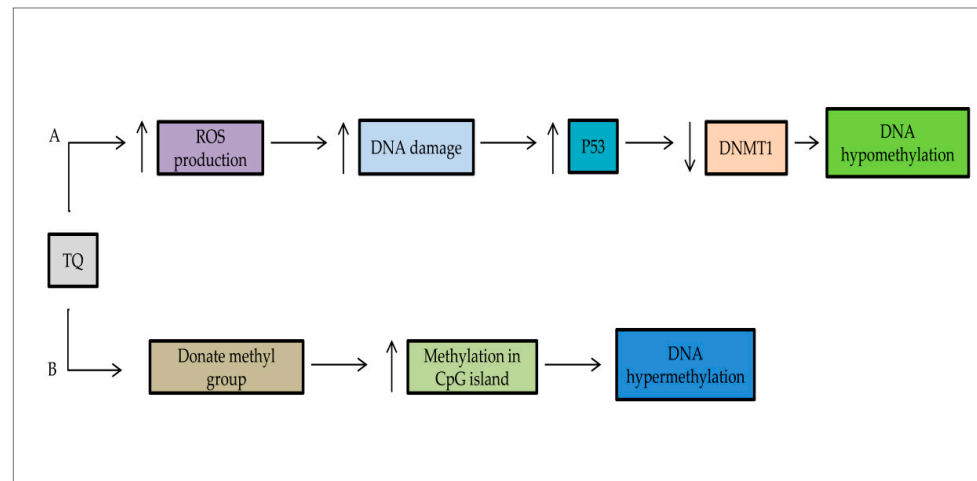 A
ROS
production
DNA damage
P53
DNMT1
DNA
hypomethylation
TQ
B
Donate methyl
group
Methylation in
CpG island
DNA
hypermethylation